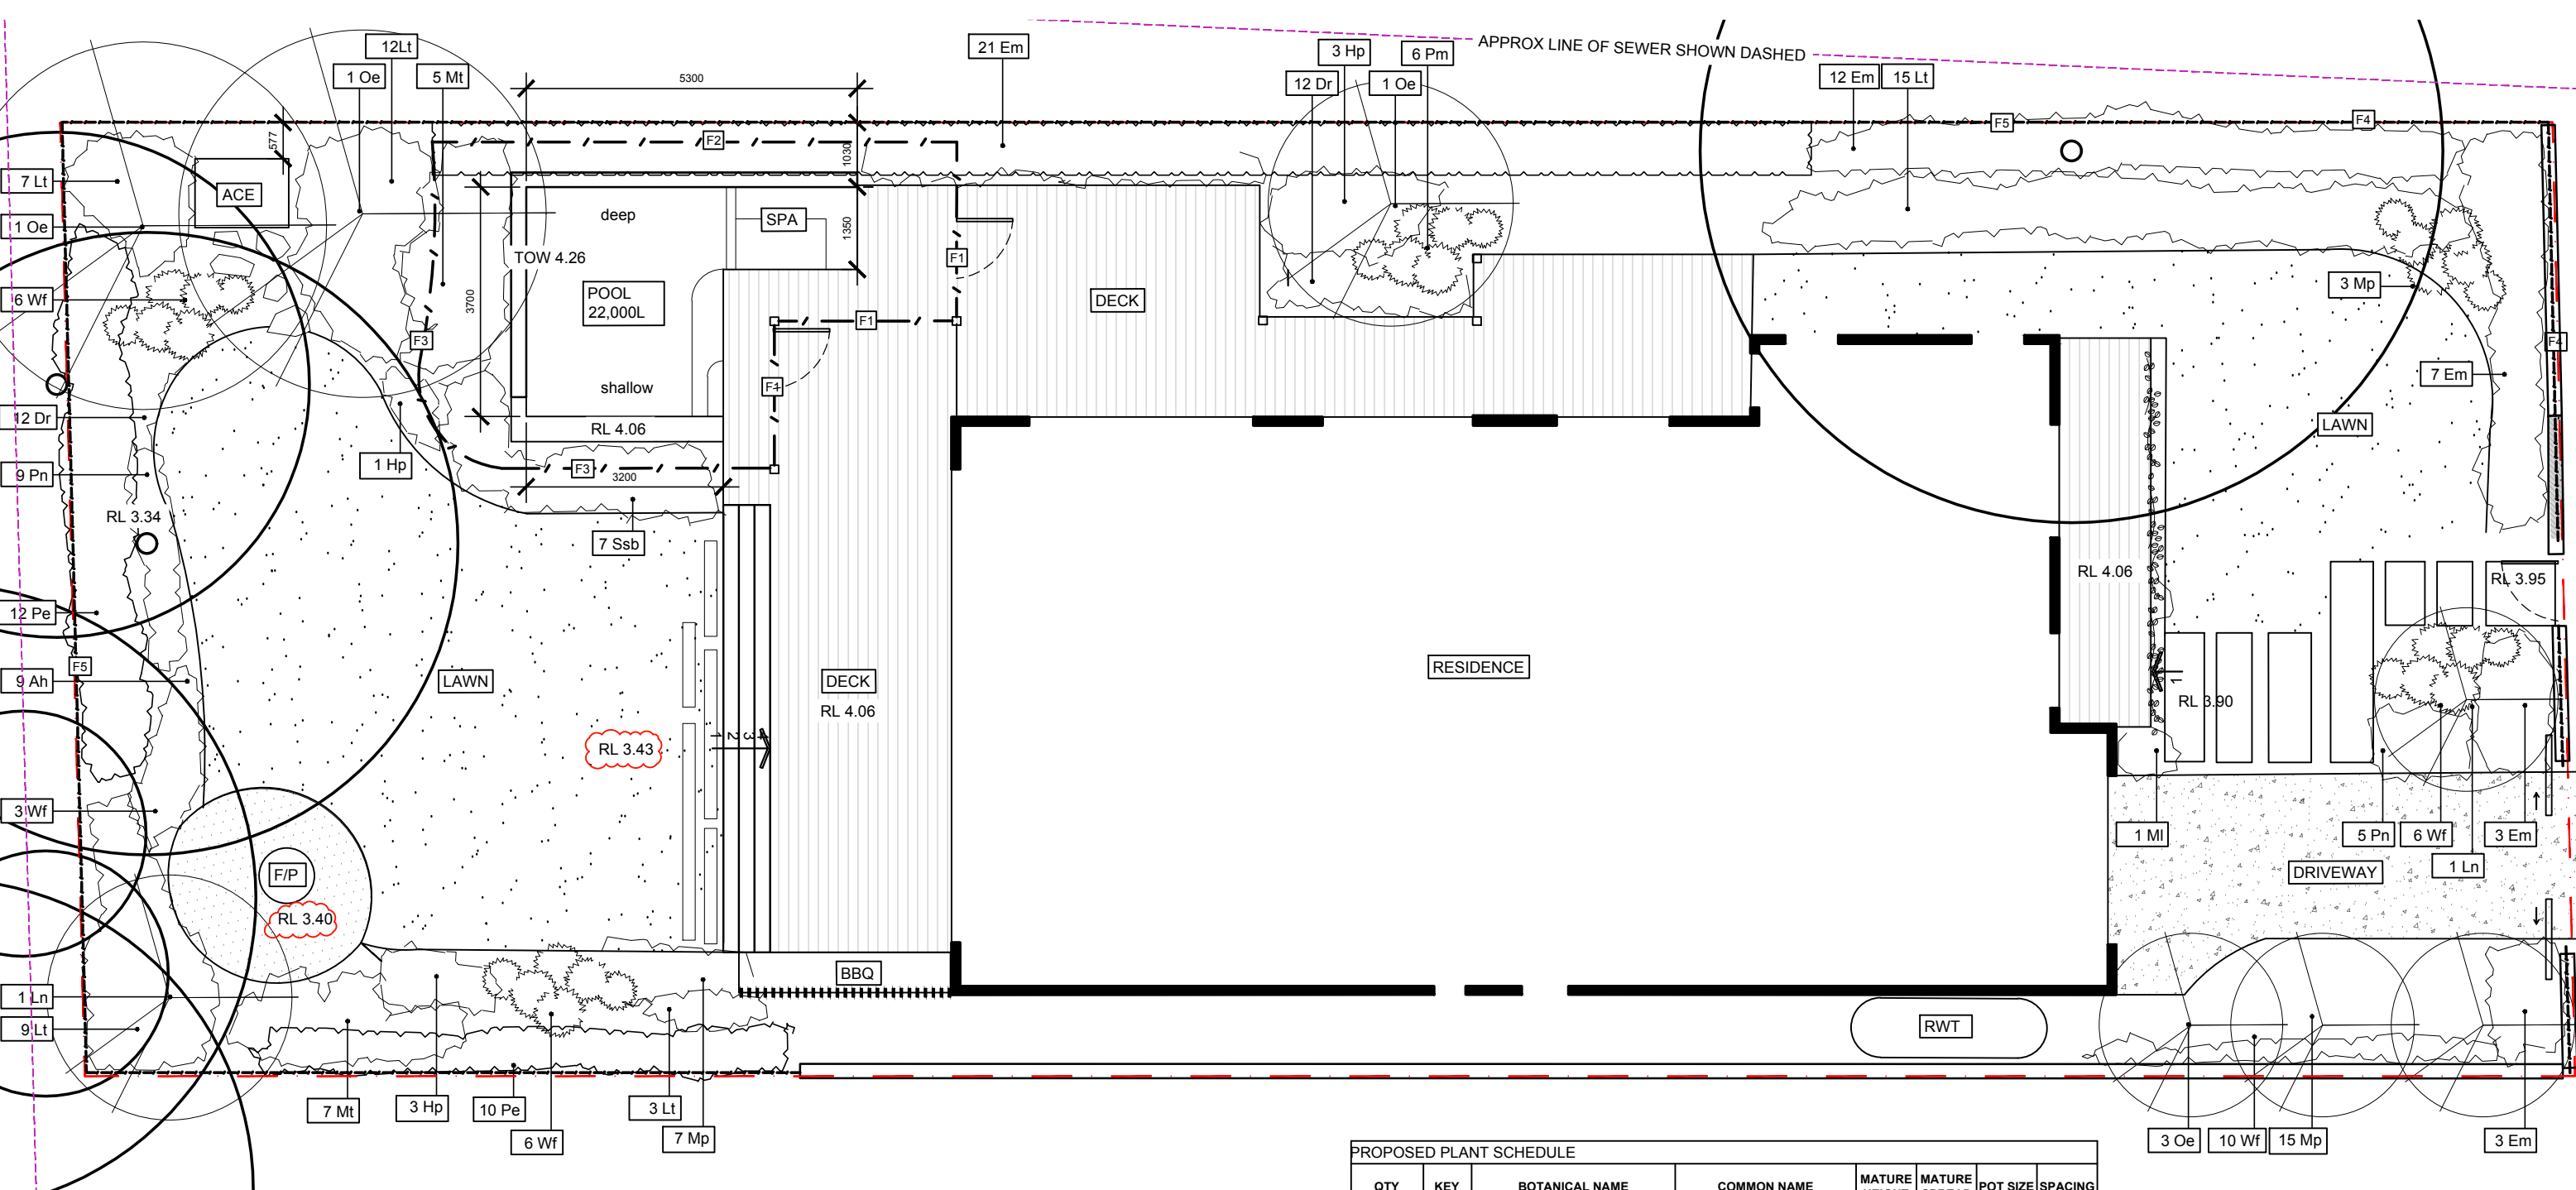 APPROX LINE OF SEWER SHOWN DASHED
12Lt
21 Em
3 Hp
6 Pm
1 Oe
5 Mt
5300
12 Dr
1 Oe
12 Em
15 Lt
F5
F4
577
F2
1030
7 Lt
ACE
deep
SPA
1 Oe
1350
TOW 4.26
F1
6 Wf
POOL
22,000L
3700
DECK
3 Mp
F1
F3
F4
shallow
F1
7 Em
12 Dr
RL 4.06
LAWN
1 Hp
F3
3200
9 Pn
RL 3.34
7 Ssb
RL 4.06
RL 3.95
12 Pe
F5
RESIDENCE
9 Ah
LAWN
DECK
1
RL 3.90
RL 4.06
1
2
3
4
RL 3.43
3 Wf
1 Ml
5 Pn
6 Wf
3 Em
1 Ln
DRIVEWAY
F/P
RL 3.40
BBQ
1 Ln
9 Lt
RWT
7 Mt
3 Hp
10 Pe
3 Lt
6 Wf
7 Mp
3 Oe
10 Wf
15 Mp
3 Em
PROPOSED PLANT SCHEDULE
QTY KEY BOTANICAL NAME COMMON NAME MATURE MATURE POT SIZE SPACING